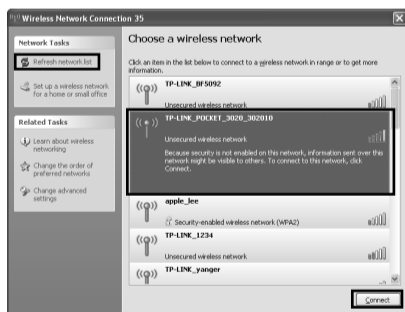 Wireless Network Connection 35
Network Tasks
Refresh network list
Set up a wireless network
for a home or small office
Related Tasks
Learn about wireless
networking
Change the order of
preferred networks
Change advanced
settings
Choose a wireless network
Click an item in the list below to connect to a wireless network in range or to get more
information.
TP-LINK_BF5092
Unsecured wireless network
TP-LINK_POCKET_3020_302010
Unsecured wireless network
Because security is not enabled on this network, information sent over this
network might be visible to others. To connect to this network, click
Connect.
apple_lee
Security-enabled wireless network (WPA2)
TP-LINK_1234
Unsecured wireless network
TP-LINK_yanger
Connect